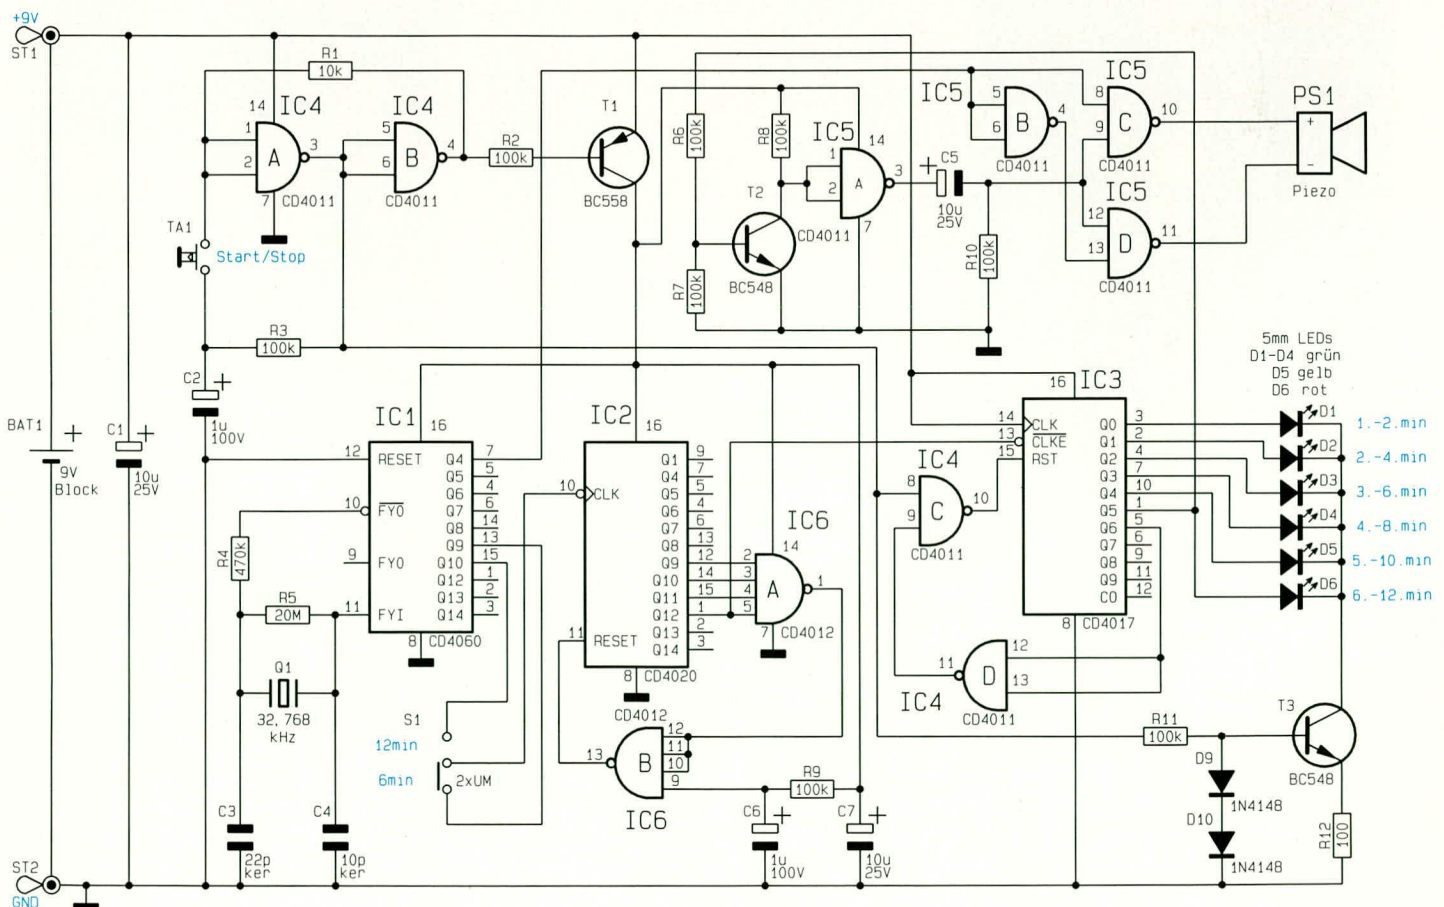 +9V
ST1
R1
10k
IC4
14
1
2
A
3
7
CD4011
IC4
5
6
B
4
CD4011
R2
100k
T1
BC558
R6
100k
R8
100k
R7
100k
T2
BC548
IC5
14
1
2
A
3
7
CD4011
C5
+
10u
25V
R10
100k
IC5
5
6
B
4
CD4011
IC5
8
9
C
10
CD4011
IC5
12
13
D
11
CD4011
PS1
+
-
Piezo
TA1
Start/Stop
R3
100k
C2
+
1u
100V
BAT1
+
9V
Block
C1
+
10u
25V
IC1
16
12 RESET
10 FYO
9 FYO
11 FYI
Q4 7
Q5 5
Q6 4
Q7 6
Q8 14
Q9 13
Q10 15
Q12 1
Q13 2
Q14 3
8
CD4060
R4
470k
R5
20M
Q1
32,768
kHz
C3
22p
ker
C4
10p
ker
S1
12min
6min
2xUM
IC2
16
10 CLK
11 RESET
Q1 9
Q4 7
Q5 5
Q6 4
Q7 6
Q8 13
Q9 12
Q10 14
Q11 15
Q12 1
Q13 2
Q14 3
8
CD4020
IC6
14
2
3
4
5
A
1
7
CD4012
CD4012
12
11
10
9
B
13
IC6
R9
100k
C6
+
1u
100V
C7
+
10u
25V
IC3
16
14 CLK
13 CLKE
15 RST
Q0 3
Q1 2
Q2 4
Q3 7
Q4 10
Q5 1
Q6 5
Q7 6
Q8 9
Q9 11
CO 12
8
CD4017
IC4
8
9
C
10
CD4011
IC4
12
13
D
11
CD4011
5mm LEDs
D1-D4 grün
D5 gelb
D6 rot
D1 1.-2.min
D2 2.-4.min
D3 3.-6.min
D4 4.-8.min
D5 5.-10.min
D6 6.-12.min
R11
100k
D9
1N4148
D10
1N4148
T3
BC548
R12
100
ST2
GND